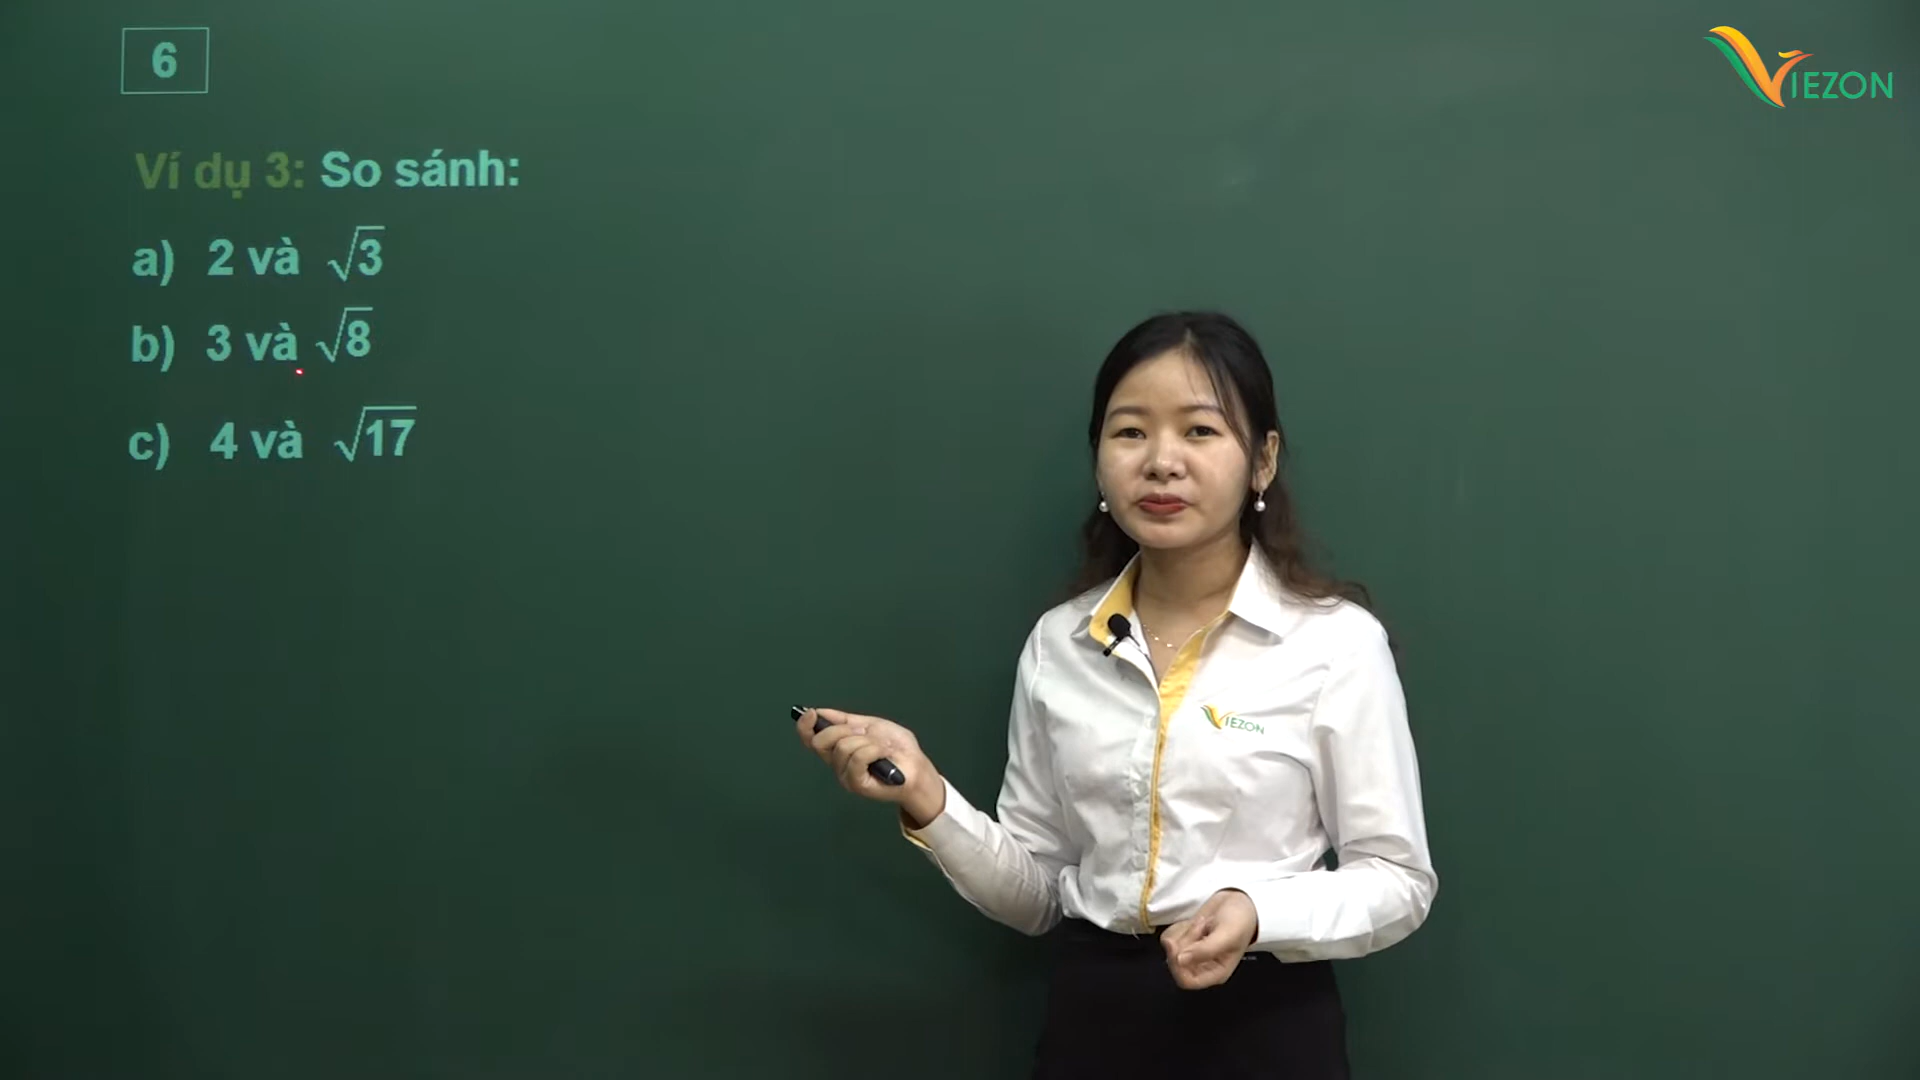 6
VIEZON
Ví dụ 3: So sánh:
a) 2 và √3
b) 3 và √8
c) 4 và √17
VIEZON